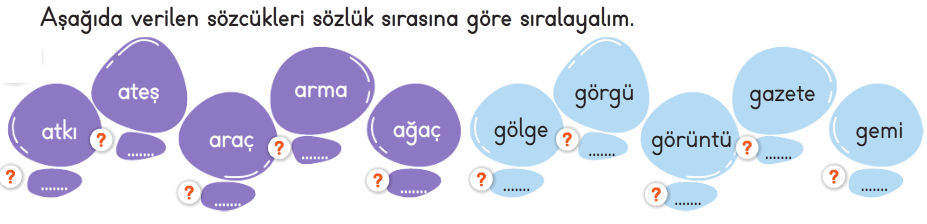 Aşağıda verilen sözcükleri sözlük sırasına göre sıralayalım.
atkı
?
.......
ateş
?
.......
araç
?
.......
arma
?
.......
ağaç
?
.......
gölge
?
.......
görgü
?
.......
görüntü
?
.......
gazete
?
.......
gemi
?
.......